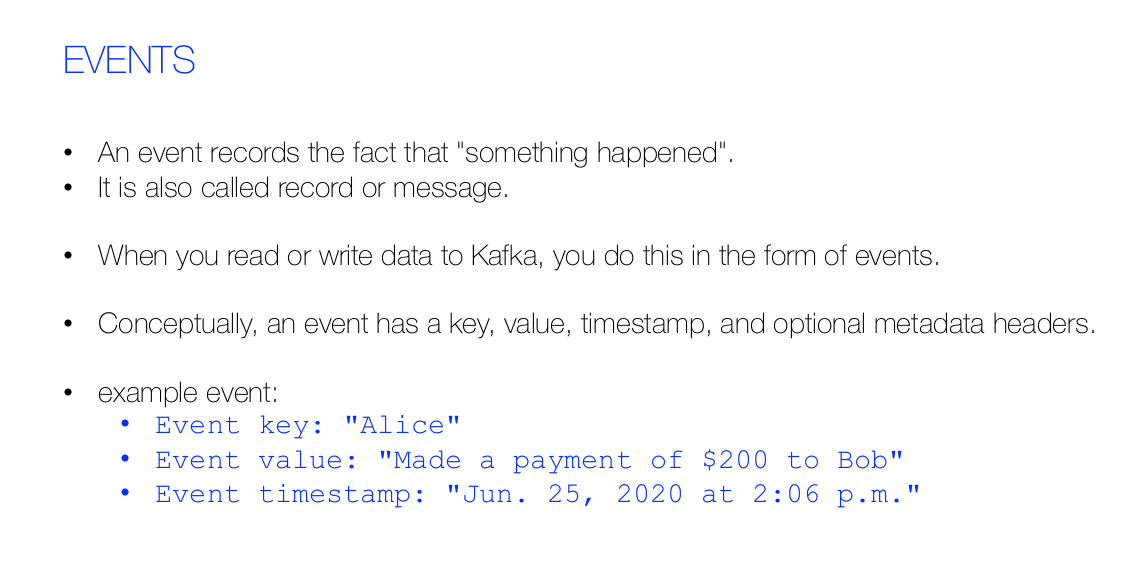 EVENTS
• An event records the fact that "something happened".
• It is also called record or message.
• When you read or write data to Kafka, you do this in the form of events.
• Conceptually, an event has a key, value, timestamp, and optional metadata headers.
• example event:
• Event key: "Alice"
• Event value: "Made a payment of $200 to Bob"
• Event timestamp: "Jun. 25, 2020 at 2:06 p.m."